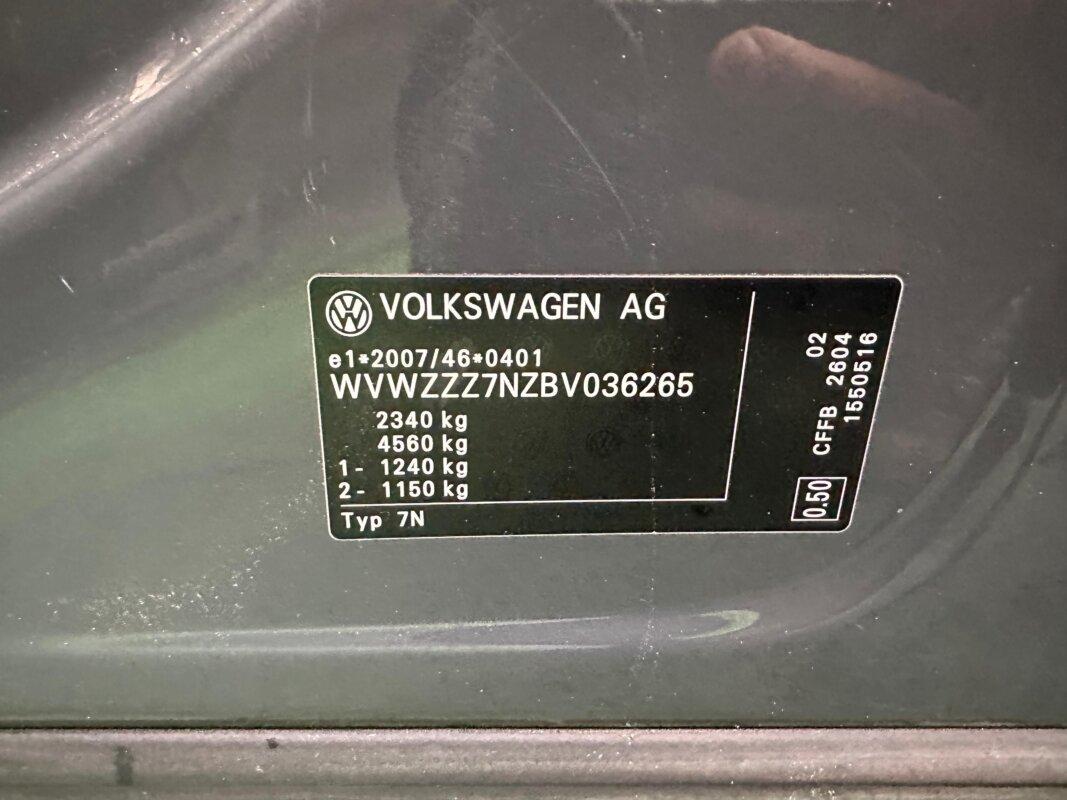 VOLKSWAGEN AG
e1*2007/46*0401
WVWZZZ7NZBV036265
2340 kg
4560 kg
1- 1240 kg
2- 1150 kg
Typ 7N
02
CFFB 2604
1550516
0.50